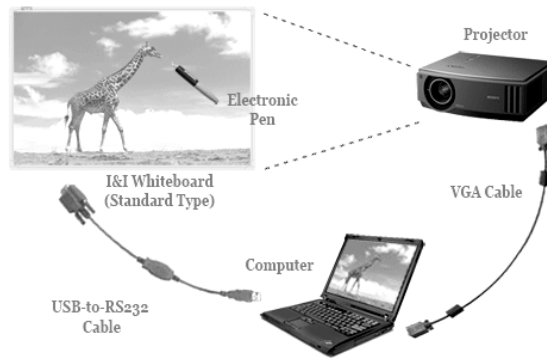 Projector
Electronic
Pen
I&I Whiteboard
(Standard Type)
VGA Cable
Computer
USB-to-RS232
Cable